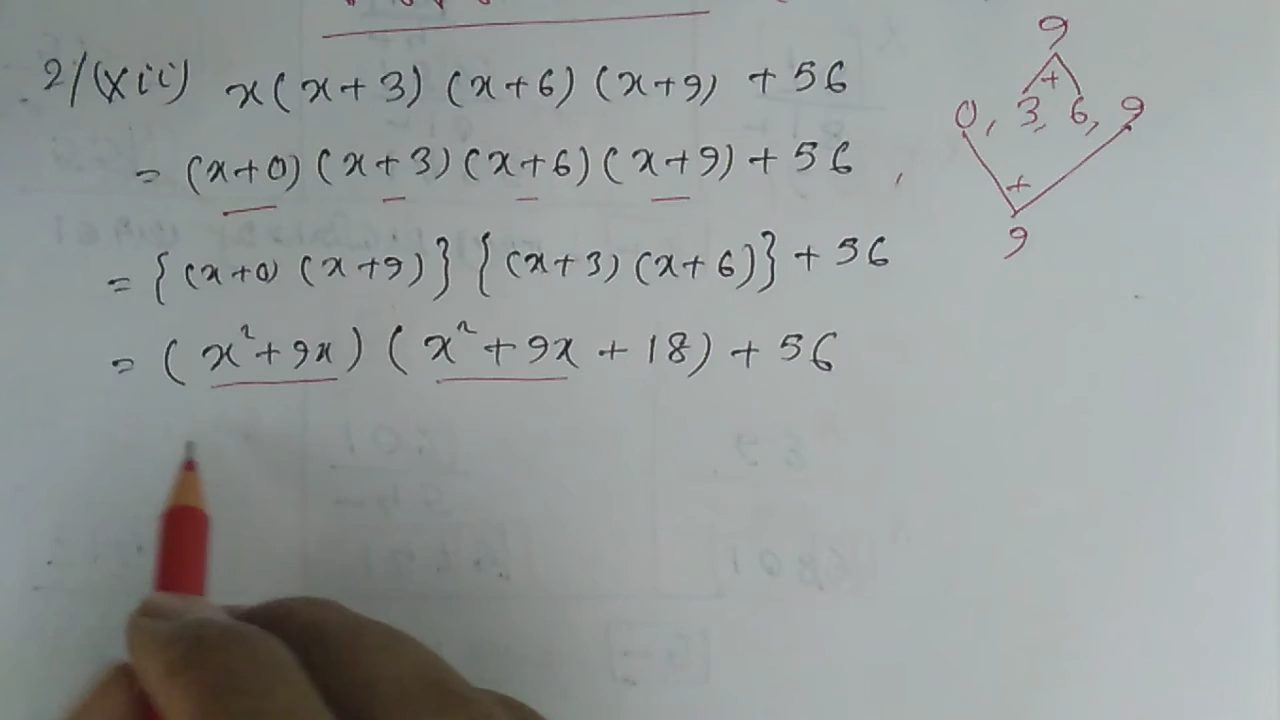 2/(xii) x(x+3)(x+6)(x+9) + 56
= (x+0)(x+3)(x+6)(x+9) + 56 ,
= {(x+0)(x+9)} {(x+3)(x+6)} + 56
= (x²+9x)(x²+9x+18) + 56
9
+
0, 3, 6, 9
+
9